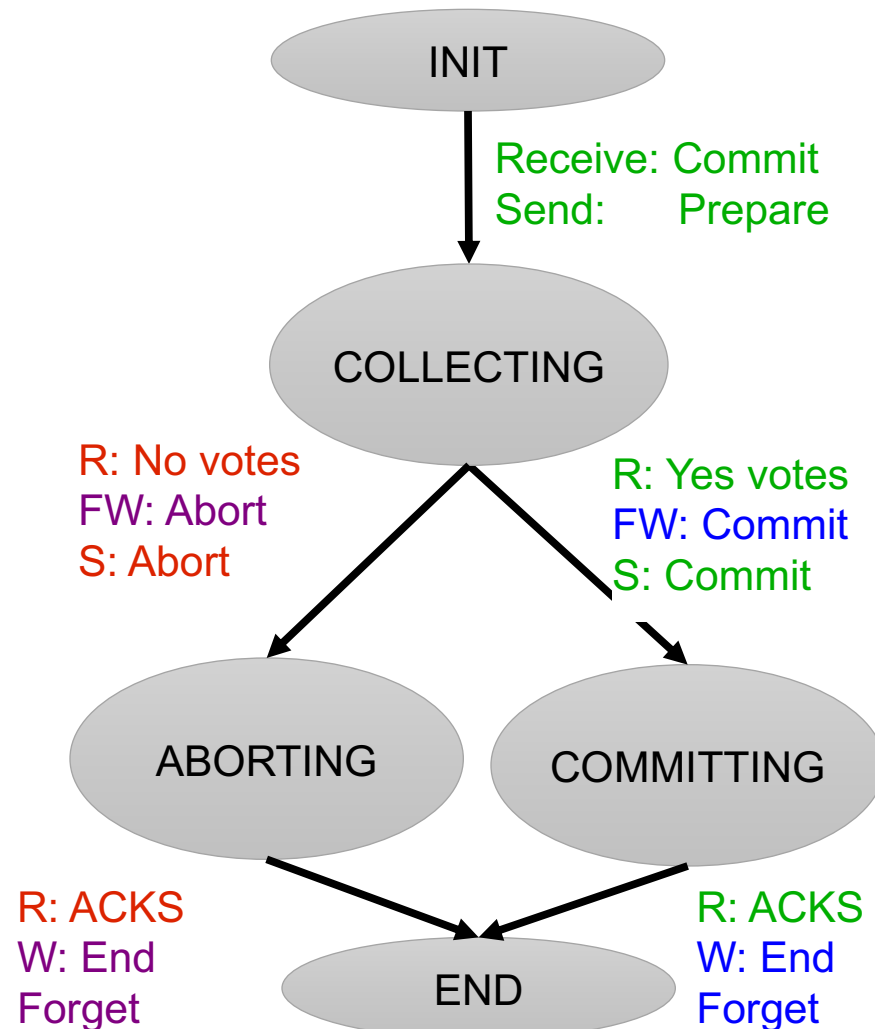 INIT
Receive: Commit
Send: Prepare
COLLECTING
R: No votes
FW: Abort
S: Abort
R: Yes votes
FW: Commit
S: Commit
ABORTING
COMMITTING
R: ACKS
W: End
Forget
R: ACKS
W: End
Forget
END